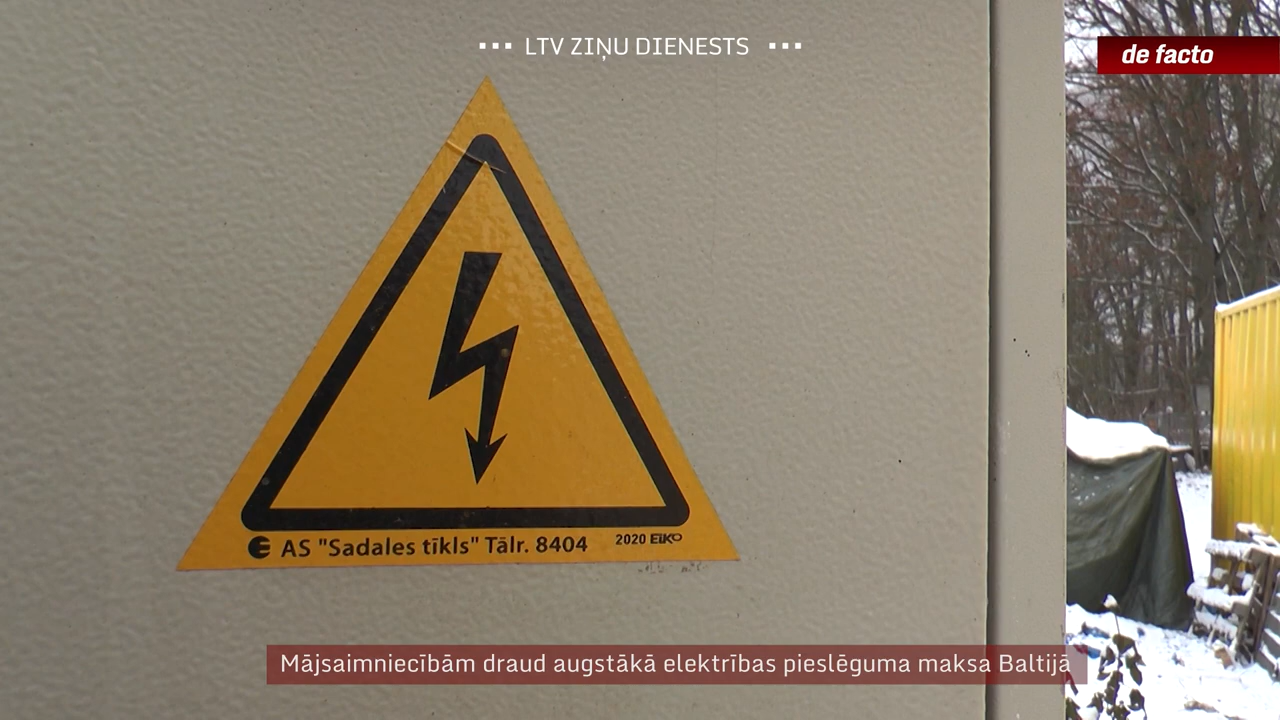 LTV ZIŅU DIENESTS
de facto
AS "Sadales tīkls" Tālr. 8404
2020 EiKO
Mājsaimniecībām draud augstākā elektrības pieslēguma maksa Baltijā